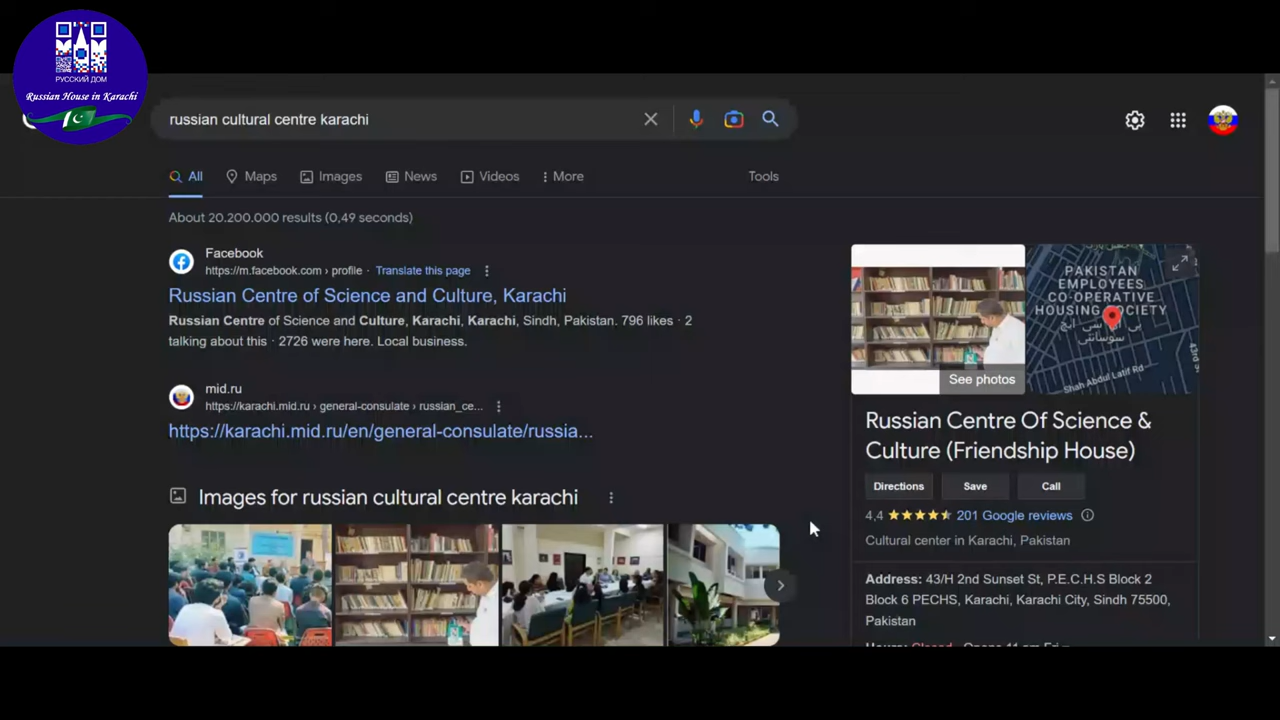 РУССКИЙ ДОМ
Russian House in Karachi
russian cultural centre karachi
All
Maps
Images
News
Videos
More
Tools
About 20.200.000 results (0,49 seconds)
Facebook
https://m.facebook.com › profile · Translate this page
Russian Centre of Science and Culture, Karachi
Russian Centre of Science and Culture, Karachi, Karachi, Sindh, Pakistan. 796 likes · 2
talking about this · 2726 were here. Local business.
mid.ru
https://karachi.mid.ru › general-consulate › russian_ce...
https://karachi.mid.ru/en/general-consulate/russia...
Images for russian cultural centre karachi
See photos
PAKISTAN
EMPLOYEES
CO-OPERATIVE
HOUSING SOCIETY
Shah Abdul Latif Rd
43rd S
Russian Centre Of Science &
Culture (Friendship House)
Directions
Save
Call
4,4
201 Google reviews
Cultural center in Karachi, Pakistan
Address: 43/H 2nd Sunset St, P.E.C.H.S Block 2
Block 6 PECHS, Karachi, Karachi City, Sindh 75500,
Pakistan